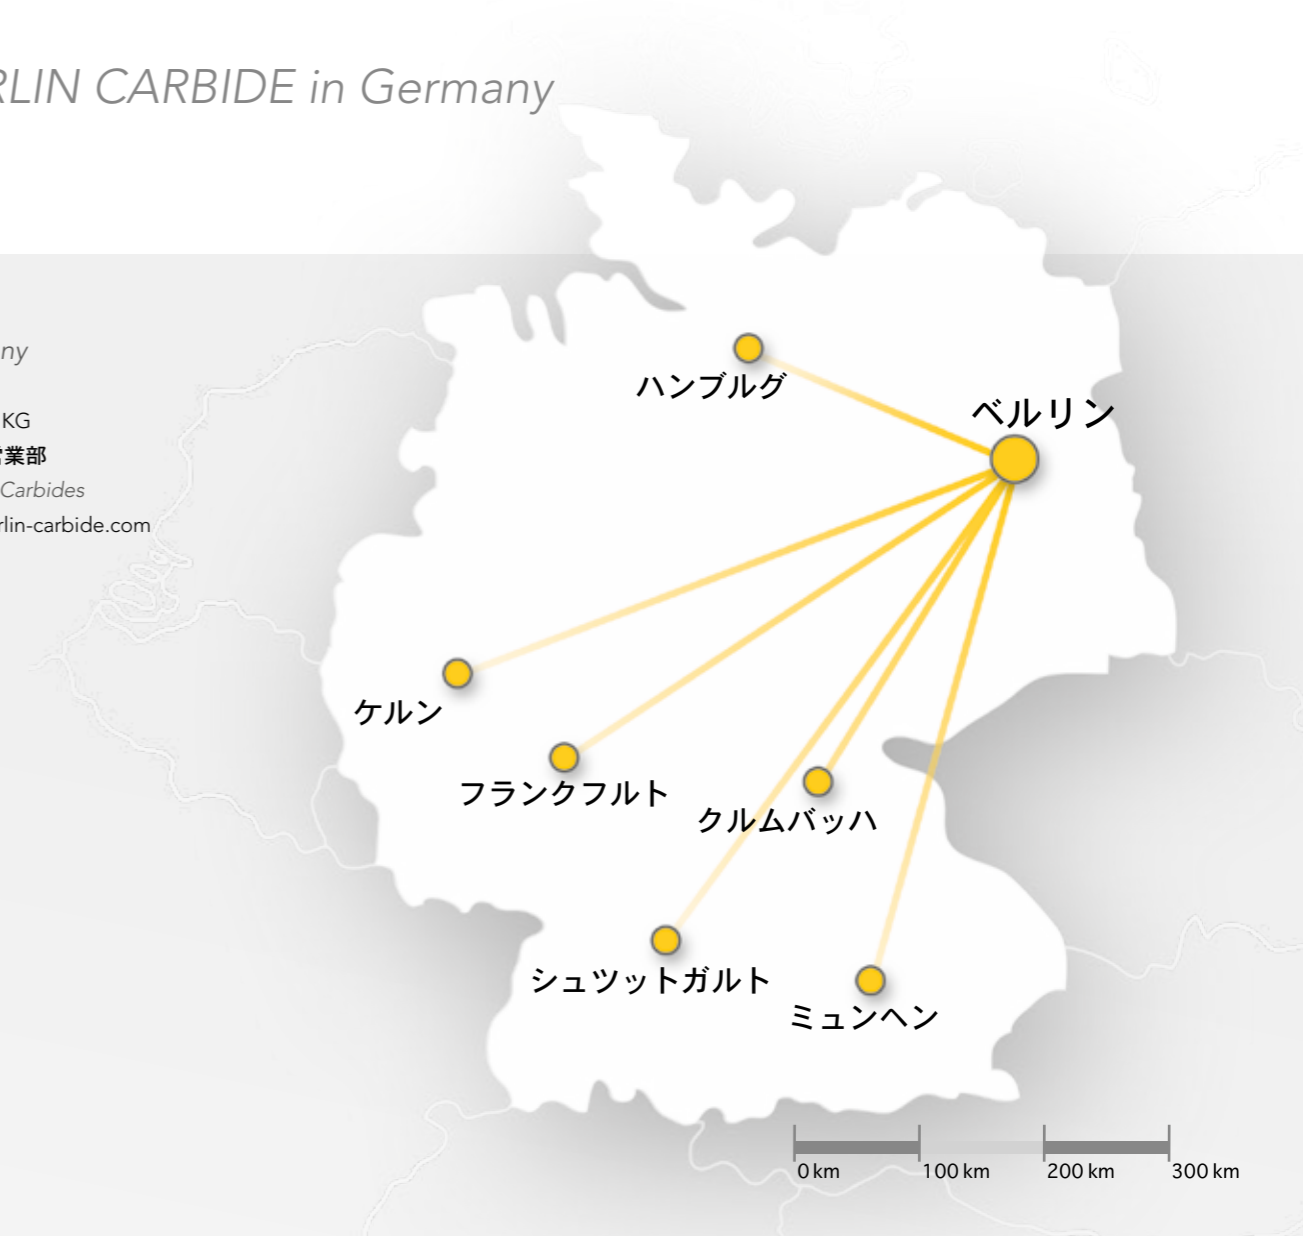 RLIN CARBIDE in Germany
ny
KG
営業部
Carbides
rlin-carbide.com
ハンブルグ
ベルリン
ケルン
フランクフルト
クルムバッハ
シュツットガルト
ミュンヘン
0 km 100 km 200 km 300 km